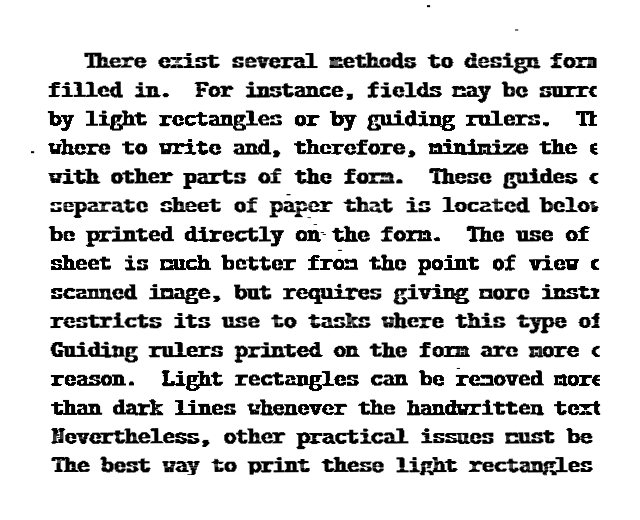 There exist several methods to design form
filled in. For instance, fields may be surro
by light rectangles or by guiding rulers. Th
where to write and, therefore, minimize the e
with other parts of the form. These guides c
separate sheet of paper that is located below
be printed directly on the form. The use of
sheet is much better from the point of view o
scanned image, but requires giving more instr
restricts its use to tasks where this type of
Guiding rulers printed on the form are more c
reason. Light rectangles can be removed more
than dark lines whenever the handwritten text
Nevertheless, other practical issues must be
The best way to print these light rectangles